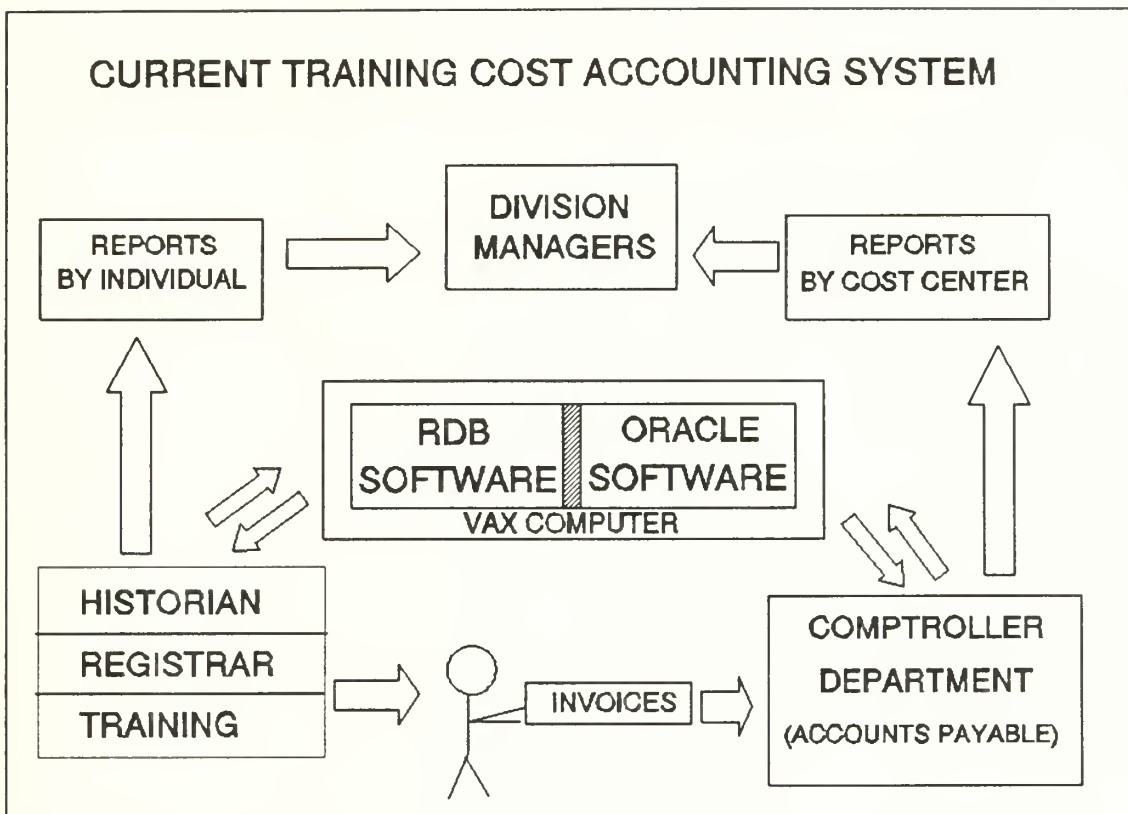 CURRENT TRAINING COST ACCOUNTING SYSTEM
DIVISION
MANAGERS
REPORTS
BY INDIVIDUAL
REPORTS
BY COST CENTER
RDB
SOFTWARE
ORACLE
SOFTWARE
VAX COMPUTER
HISTORIAN
REGISTRAR
TRAINING
INVOICES
COMPTROLLER
DEPARTMENT
(ACCOUNTS PAYABLE)